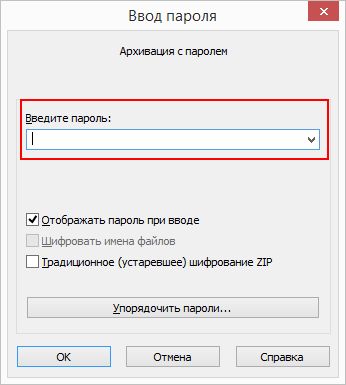 Ввод пароля
Архивация с паролем
Введите пароль:
Отображать пароль при вводе
Шифровать имена файлов
Традиционное (устаревшее) шифрование ZIP
Упорядочить пароли...
ОК
Отмена
Справка